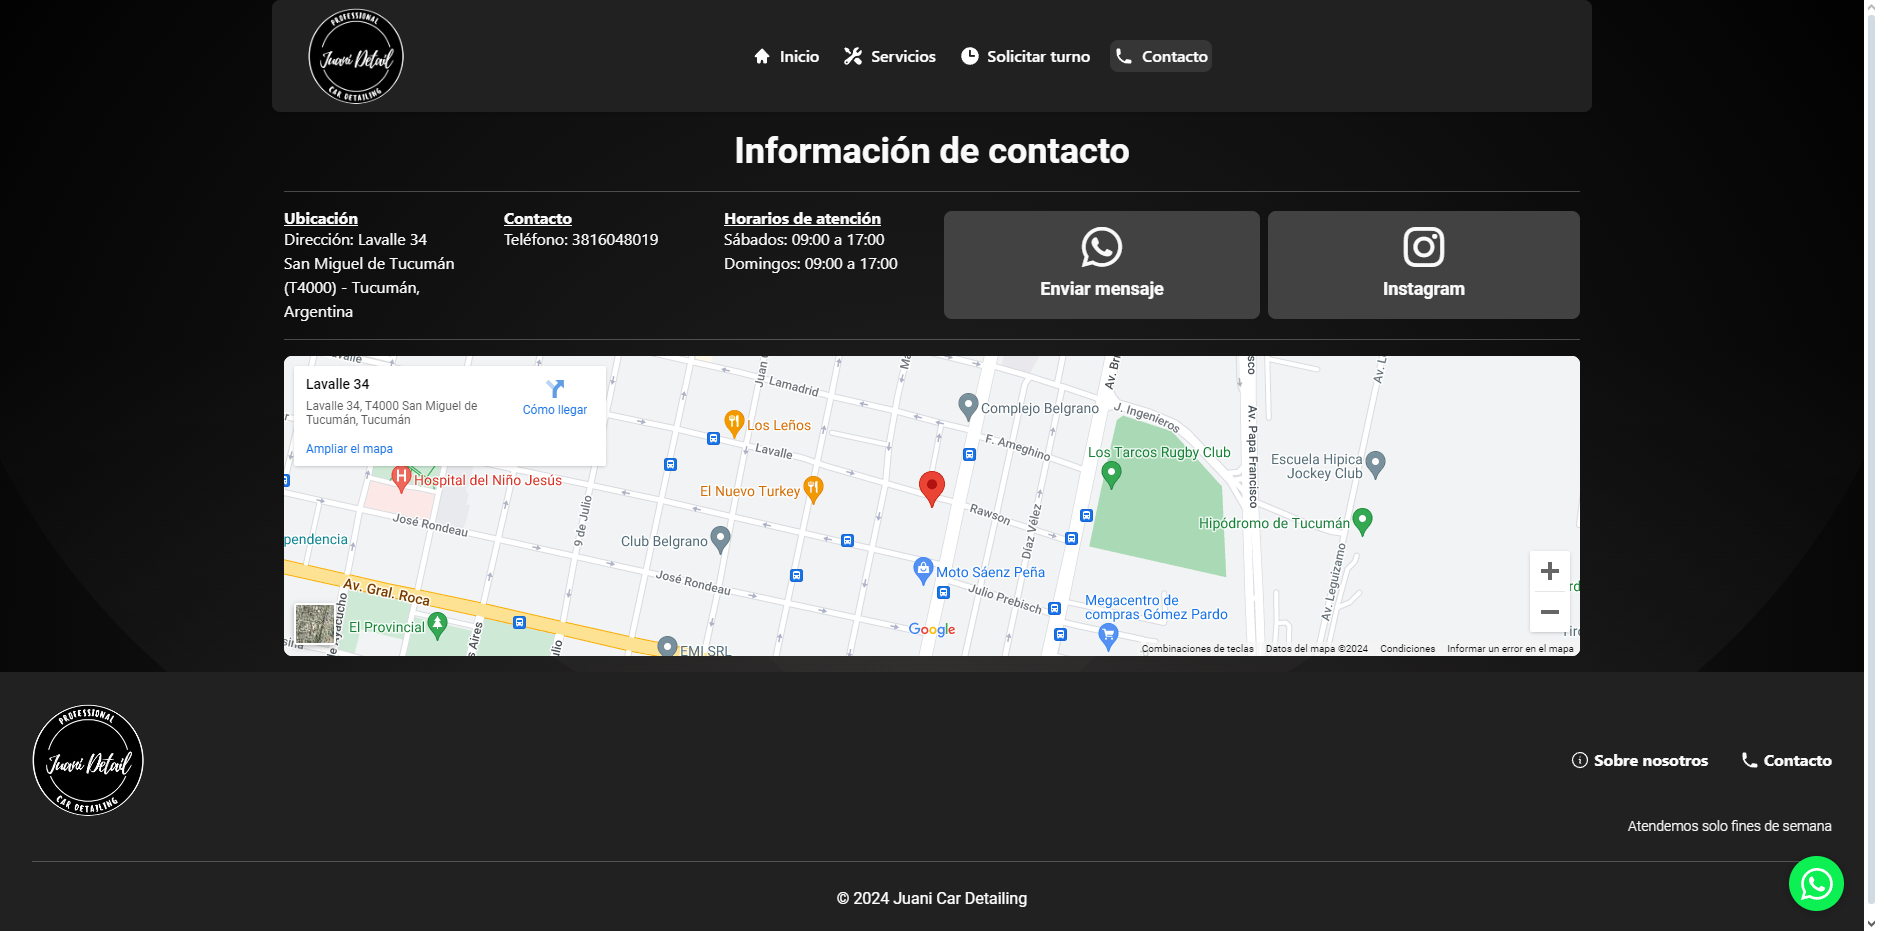 PROFESSIONAL
Juani Detail
CAR DETAILING
Inicio
Servicios
Solicitar turno
Contacto
Información de contacto
Ubicación
Dirección: Lavalle 34
San Miguel de Tucumán
(T4000) - Tucumán,
Argentina
Contacto
Teléfono: 3816048019
Horarios de atención
Sábados: 09:00 a 17:00
Domingos: 09:00 a 17:00
Enviar mensaje
Instagram
Lavalle 34
Lavalle 34, T4000 San Miguel de
Tucumán, Tucumán
Cómo llegar
Ampliar el mapa
Lavalle
Lamadrid
Complejo Belgrano
J. Ingenieros
Av. Papa Francisco
Los Leños
Lavalle
F. Ameghino
Los Tarcos Rugby Club
Escuela Hipica
Jockey Club
Hospital del Niño Jesús
El Nuevo Turkey
9 de Julio
José Rondeau
Rawson
Díaz Vélez
Hipódromo de Tucumán
pendencia
Club Belgrano
Av. Gral. Roca
José Rondeau
Moto Sáenz Peña
Julio Prebisch
Megacentro de
compras Gómez Pardo
Av. Leguizamo
El Provincial
EMI SRL
Google
Combinaciones de teclas
Datos del mapa ©2024
Condiciones
Informar un error en el mapa
PROFESSIONAL
Juani Detail
CAR DETAILING
Sobre nosotros
Contacto
Atendemos solo fines de semana
© 2024 Juani Car Detailing